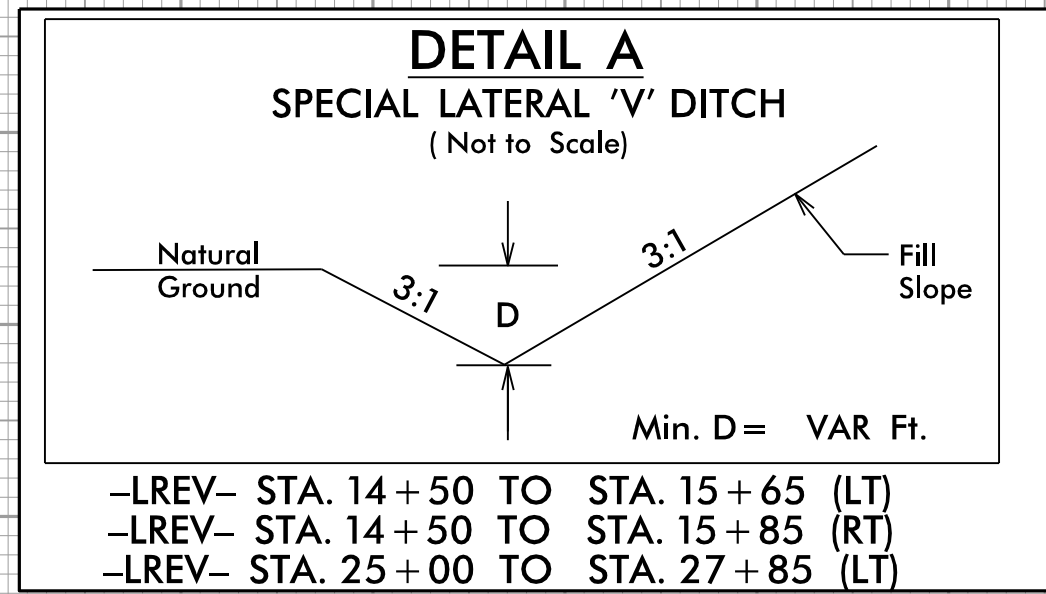 DETAIL A
SPECIAL LATERAL 'V' DITCH
( Not to Scale)
Natural
Ground
3:1
D
3:1
Fill
Slope
Min. D = VAR Ft.
–LREV– STA. 14+50 TO STA. 15+65 (LT)
–LREV– STA. 14+50 TO STA. 15+85 (RT)
–LREV– STA. 25+00 TO STA. 27+85 (LT)